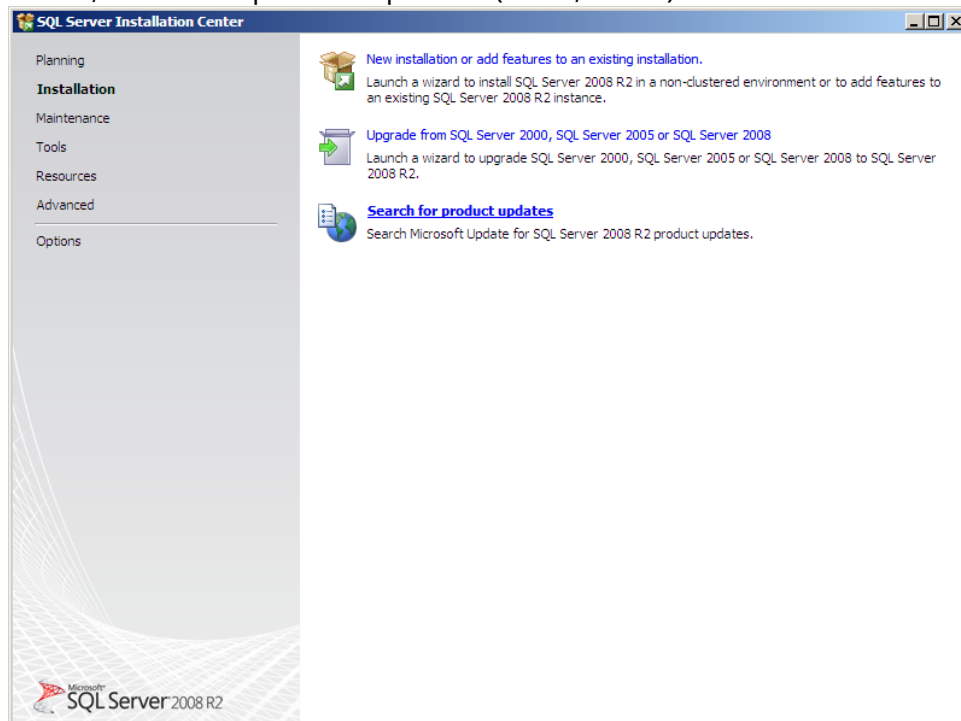 SQL Server Installation Center
Planning
Installation
Maintenance
Tools
Resources
Advanced
Options
New installation or add features to an existing installation.
Launch a wizard to install SQL Server 2008 R2 in a non-clustered environment or to add features to
an existing SQL Server 2008 R2 instance.
Upgrade from SQL Server 2000, SQL Server 2005 or SQL Server 2008
Launch a wizard to upgrade SQL Server 2000, SQL Server 2005 or SQL Server 2008 to SQL Server
2008 R2.
Search for product updates
Search Microsoft Update for SQL Server 2008 R2 product updates.
Microsoft®
SQL Server 2008 R2